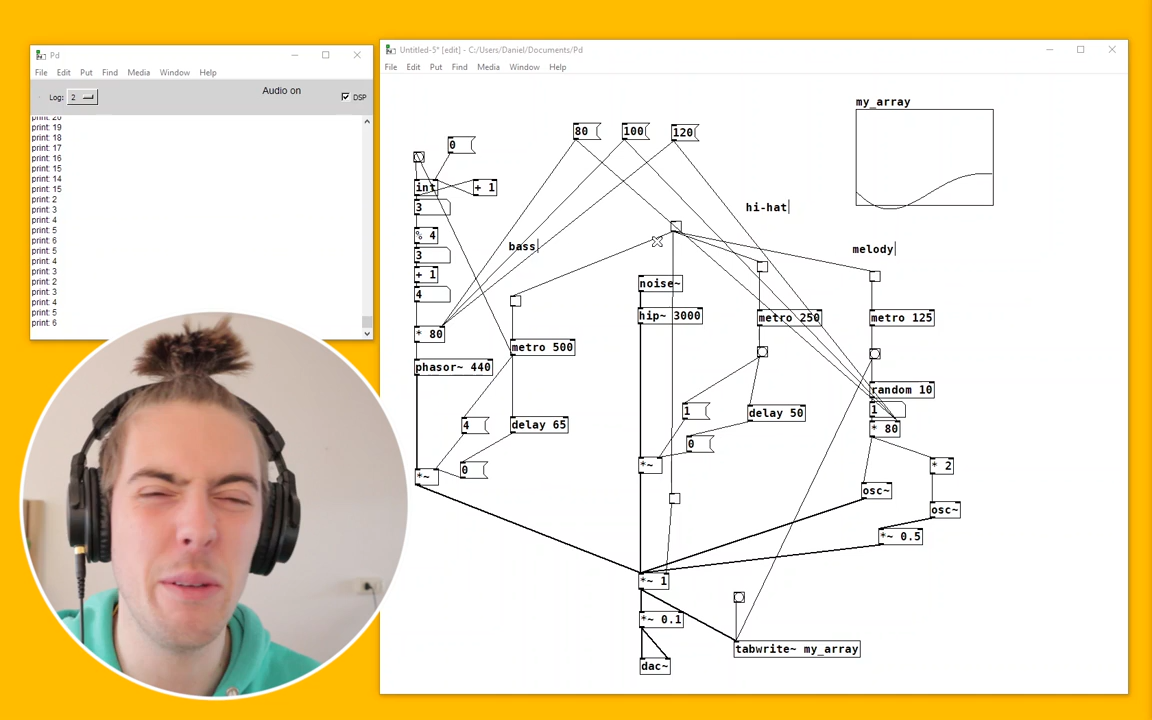 Pd
File Edit Put Find Media Window Help
Log: 2
Audio on
DSP
print: 20
print: 19
print: 18
print: 17
print: 16
print: 15
print: 14
print: 15
print: 2
print: 3
print: 4
print: 5
print: 6
print: 5
print: 4
print: 3
print: 2
print: 3
print: 4
print: 5
print: 6
Untitled-5* [edit] - C:/Users/Daniel/Documents/Pd
File Edit Put Find Media Window Help
my_array
80
100
120
0
int
+ 1
3
% 4
3
+ 1
4
* 80
phasor~ 440
*~
bass
metro 500
4
delay 65
0
hi-hat
noise~
hip~ 3000
metro 250
1
delay 50
0
*~
melody
metro 125
random 10
1
* 80
* 2
osc~
osc~
*~ 0.5
*~ 1
*~ 0.1
dac~
tabwrite~ my_array